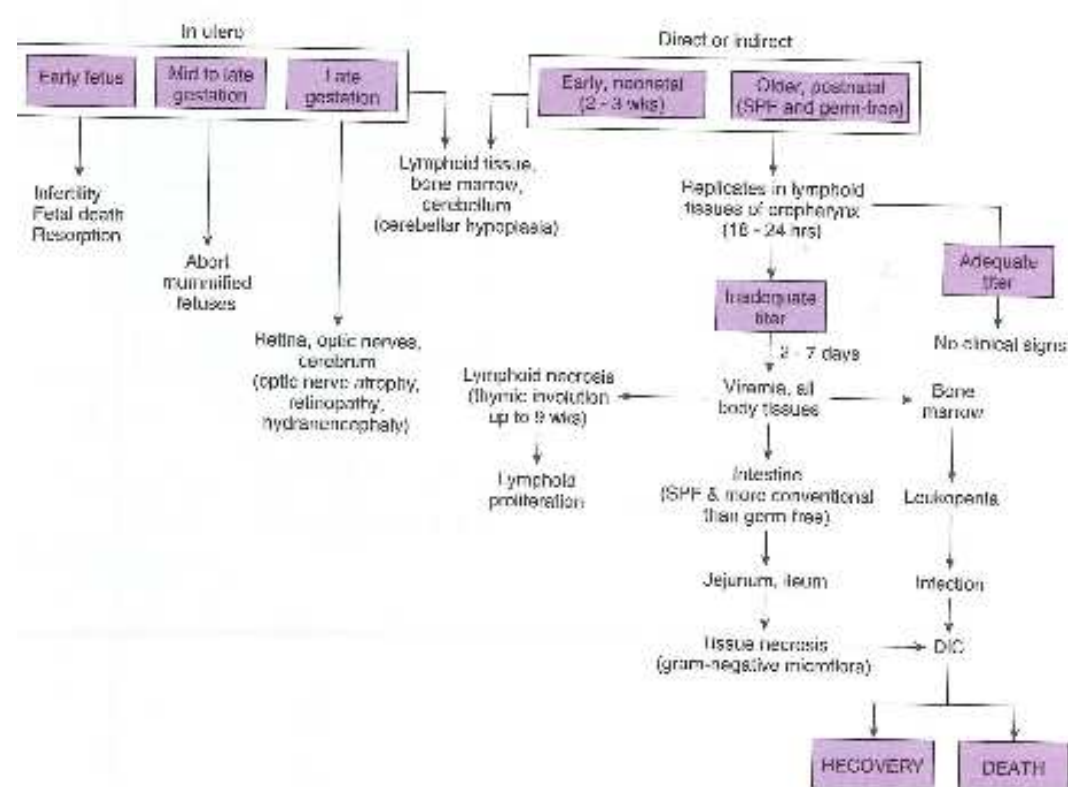 In utero
Early fetus
Mid to late
gestation
Late
gestation
Direct or indirect
Early, neonatal
(2 - 3 wks)
Older, postnatal
(SPF and germ-free)
Infertility
Fetal death
Resorption
Abort
mummified
fetuses
Retina, optic nerves,
cerebrum
(optic nerve atrophy,
retinopathy,
hydranencephaly)
Lymphoid tissue,
bone marrow,
cerebellum
(cerebellar hypoplasia)
Replicates in lymphoid
tissues of oropharynx
(18 - 24 hrs)
Adequate
titer
No clinical signs
Inadequate
titer
2 - 7 days
Viremia, all
body tissues
Lymphoid necrosis
(thymic involution
up to 9 wks)
Lymphoid
proliferation
Bone
marrow
Leukopenia
Infection
Intestine
(SPF & more conventional
than germ free)
Jejunum, ileum
Tissue necrosis
(gram-negative microflora)
DIC
RECOVERY
DEATH